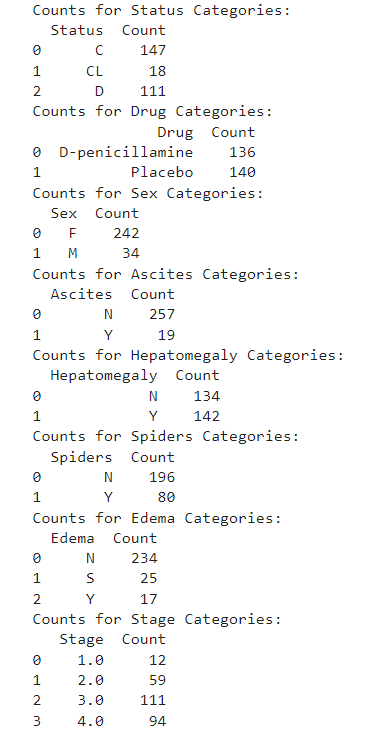 Counts for Status Categories:
Status Count
0 C 147
1 CL 18
2 D 111
Counts for Drug Categories:
Drug Count
0 D-penicillamine 136
1 Placebo 140
Counts for Sex Categories:
Sex Count
0 F 242
1 M 34
Counts for Ascites Categories:
Ascites Count
0 N 257
1 Y 19
Counts for Hepatomegaly Categories:
Hepatomegaly Count
0 N 134
1 Y 142
Counts for Spiders Categories:
Spiders Count
0 N 196
1 Y 80
Counts for Edema Categories:
Edema Count
0 N 234
1 S 25
2 Y 17
Counts for Stage Categories:
Stage Count
0 1.0 12
1 2.0 59
2 3.0 111
3 4.0 94